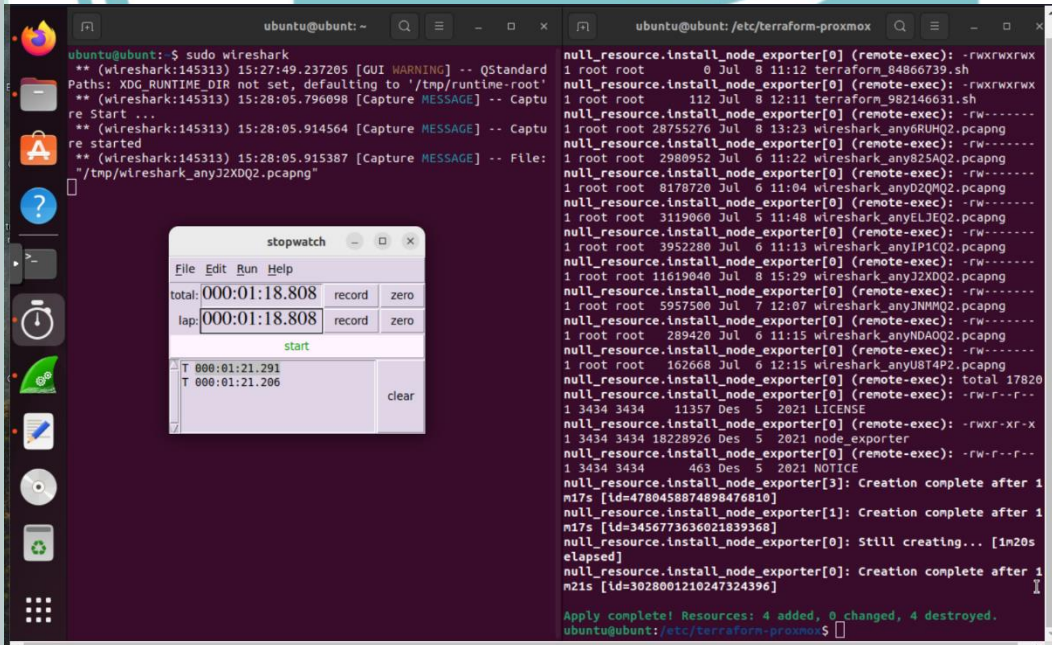 ubuntu@ubunt: ~
ubuntu@ubunt:~$ sudo wireshark
** (wireshark:145313) 15:27:49.237205 [GUI WARNING] -- QStandard
Paths: XDG_RUNTIME_DIR not set, defaulting to '/tmp/runtime-root'
** (wireshark:145313) 15:28:05.796098 [Capture MESSAGE] -- Captu
re Start ...
** (wireshark:145313) 15:28:05.914564 [Capture MESSAGE] -- Captu
re started
** (wireshark:145313) 15:28:05.915387 [Capture MESSAGE] -- File:
"/tmp/wireshark_anyJ2XDQ2.pcapng"
stopwatch
File Edit Run Help
total: 000:01:18.808 record zero
lap: 000:01:18.808 record zero
start
T 000:01:21.291
T 000:01:21.206
clear
ubuntu@ubunt: /etc/terraform-proxmox
null_resource.install_node_exporter[0] (remote-exec): -rwxrwxrwx
1 root root 0 Jul 8 11:12 terraform_84866739.sh
null_resource.install_node_exporter[0] (remote-exec): -rwxrwxrwx
1 root root 112 Jul 8 12:11 terraform_982146631.sh
null_resource.install_node_exporter[0] (remote-exec): -rw-------
1 root root 28755276 Jul 8 13:23 wireshark_any6RUHQ2.pcapng
null_resource.install_node_exporter[0] (remote-exec): -rw-------
1 root root 2980952 Jul 6 11:22 wireshark_any825AQ2.pcapng
null_resource.install_node_exporter[0] (remote-exec): -rw-------
1 root root 8178720 Jul 6 11:04 wireshark_anyD2QMQ2.pcapng
null_resource.install_node_exporter[0] (remote-exec): -rw-------
1 root root 3119060 Jul 5 11:48 wireshark_anyELJEQ2.pcapng
null_resource.install_node_exporter[0] (remote-exec): -rw-------
1 root root 3952280 Jul 6 11:13 wireshark_anyIP1CQ2.pcapng
null_resource.install_node_exporter[0] (remote-exec): -rw-------
1 root root 11619040 Jul 8 15:29 wireshark_anyJ2XDQ2.pcapng
null_resource.install_node_exporter[0] (remote-exec): -rw-------
1 root root 5957500 Jul 7 12:07 wireshark_anyJNMMQ2.pcapng
null_resource.install_node_exporter[0] (remote-exec): -rw-------
1 root root 289420 Jul 6 11:15 wireshark_anyNDAOQ2.pcapng
null_resource.install_node_exporter[0] (remote-exec): -rw-------
1 root root 162668 Jul 6 12:15 wireshark_anyU8T4P2.pcapng
null_resource.install_node_exporter[0] (remote-exec): total 17820
null_resource.install_node_exporter[0] (remote-exec): -rw-r--r--
1 3434 3434 11357 Des 5 2021 LICENSE
null_resource.install_node_exporter[0] (remote-exec): -rwxr-xr-x
1 3434 3434 18228926 Des 5 2021 node_exporter
null_resource.install_node_exporter[0] (remote-exec): -rw-r--r--
1 3434 3434 463 Des 5 2021 NOTICE
null_resource.install_node_exporter[3]: Creation complete after 1
m17s [id=4780458874898476810]
null_resource.install_node_exporter[1]: Creation complete after 1
m17s [id=3456773636021839368]
null_resource.install_node_exporter[0]: Still creating... [1m20s
elapsed]
null_resource.install_node_exporter[0]: Creation complete after 1
m21s [id=3028001210247324396]
Apply complete! Resources: 4 added, 0 changed, 4 destroyed.
ubuntu@ubunt:/etc/terraform-proxmox$